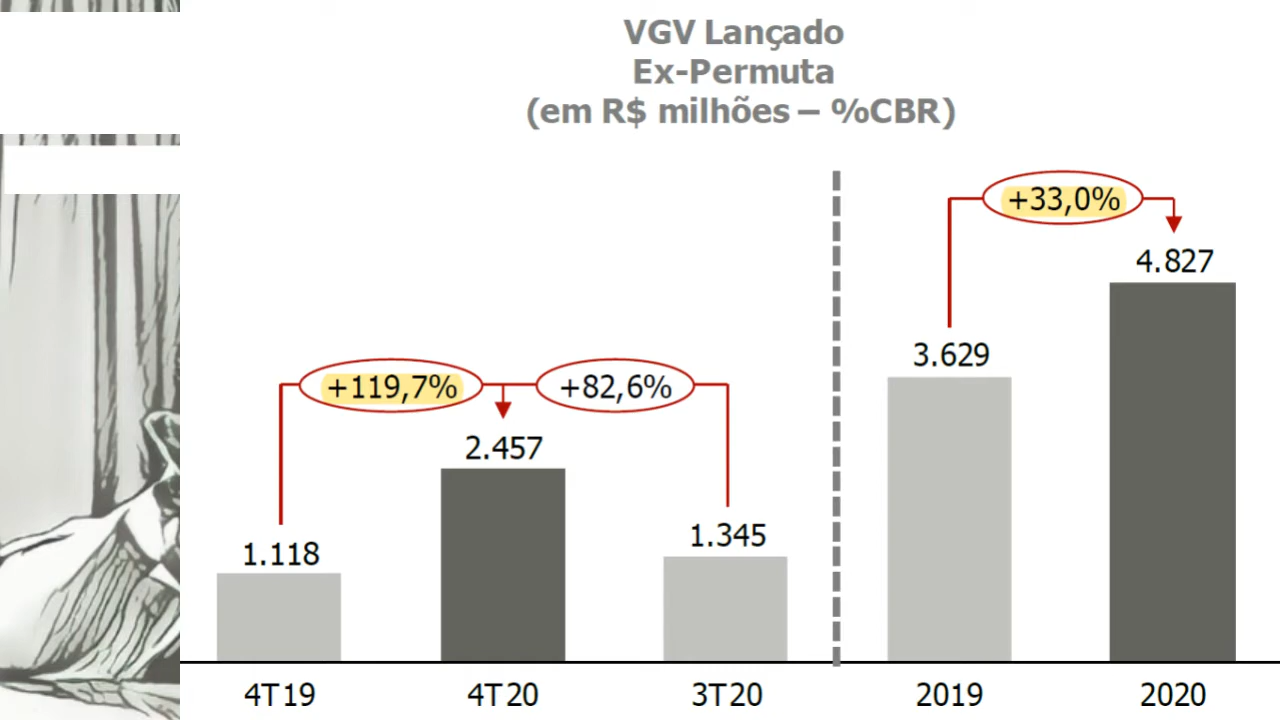 VGV Lançado
Ex-Permuta
(em R$ milhões – %CBR)
+33,0%
4.827
3.629
+119,7%
+82,6%
2.457
1.345
1.118
4T19
4T20
3T20
2019
2020